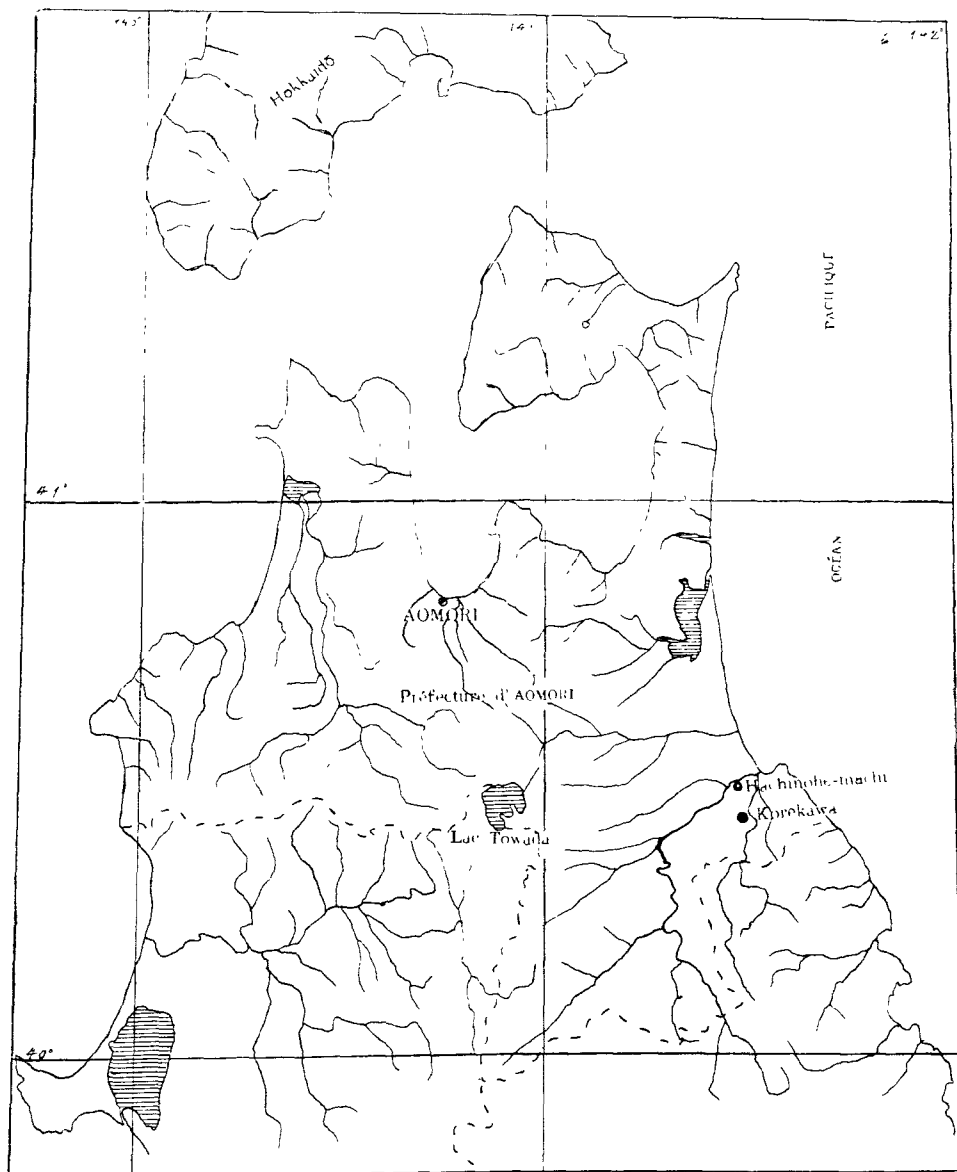 Hokkaidō
PACIFIQUE
41°
OCÉAN
AOMORI
Préfecture d'AOMORI
Hachinohe-machi
Korekawa
Lac Towada
40°